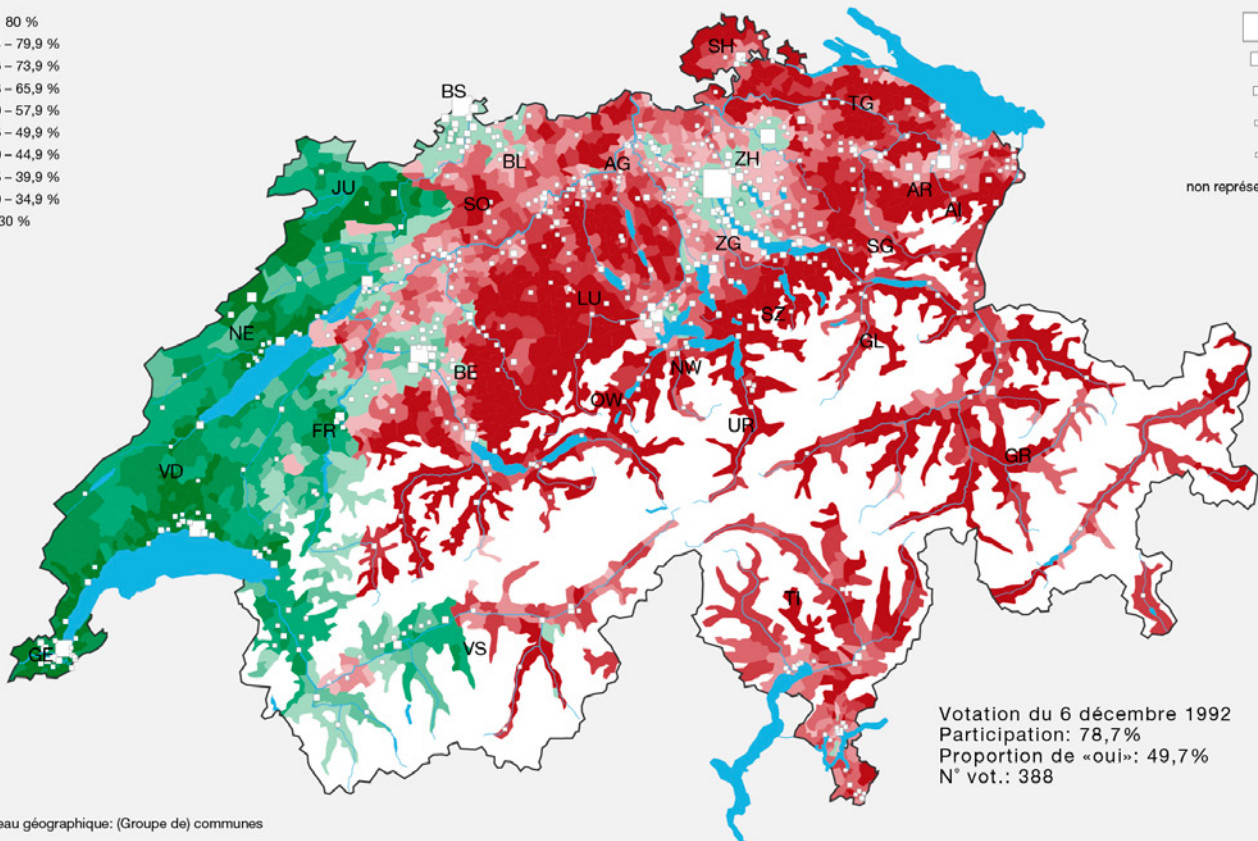 80 %
– 79,9 %
– 73,9 %
– 65,9 %
– 57,9 %
– 49,9 %
– 44,9 %
– 39,9 %
– 34,9 %
30 %
SH
BS
TG
JU
BL
AG
ZH
SO
AR
AI
ZG
SG
LU
SZ
NE
GL
BE
NW
OW
FR
UR
GR
VD
TI
GE
VS
non représe
Votation du 6 décembre 1992
Participation: 78,7%
Proportion de «oui»: 49,7%
N° vot.: 388
eau géographique: (Groupe de) communes